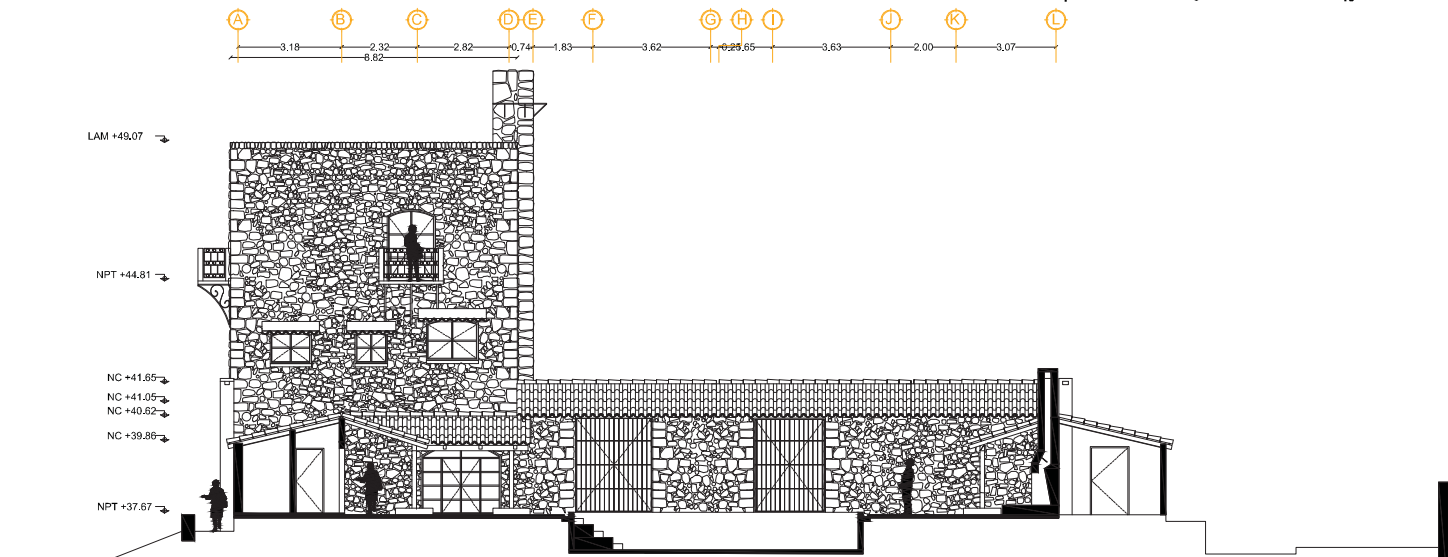 A B C D E F G H I J K L
3.18 2.32 2.82 0.74 1.83 3.62 3.63 2.00 3.07
8.82
LAM +49.07
NPT +44.81
NC +41.65
NC +41.05
NC +40.62
NC +39.86
NPT +37.67